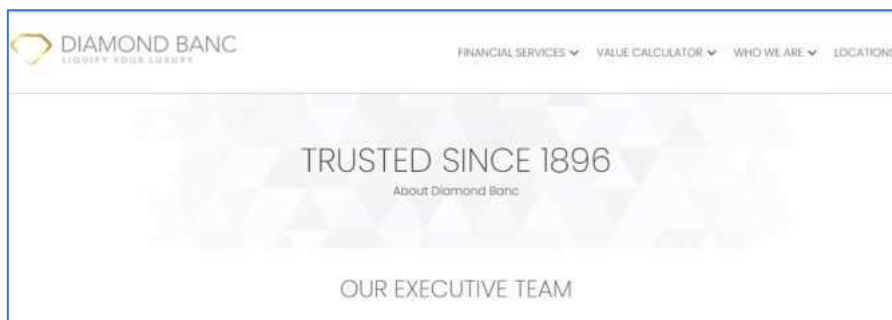 DIAMOND BANC
LIQUIFY YOUR LUXURY
FINANCIAL SERVICES VALUE CALCULATOR WHO WE ARE LOCATIONS
TRUSTED SINCE 1896
About Diamond Banc
OUR EXECUTIVE TEAM